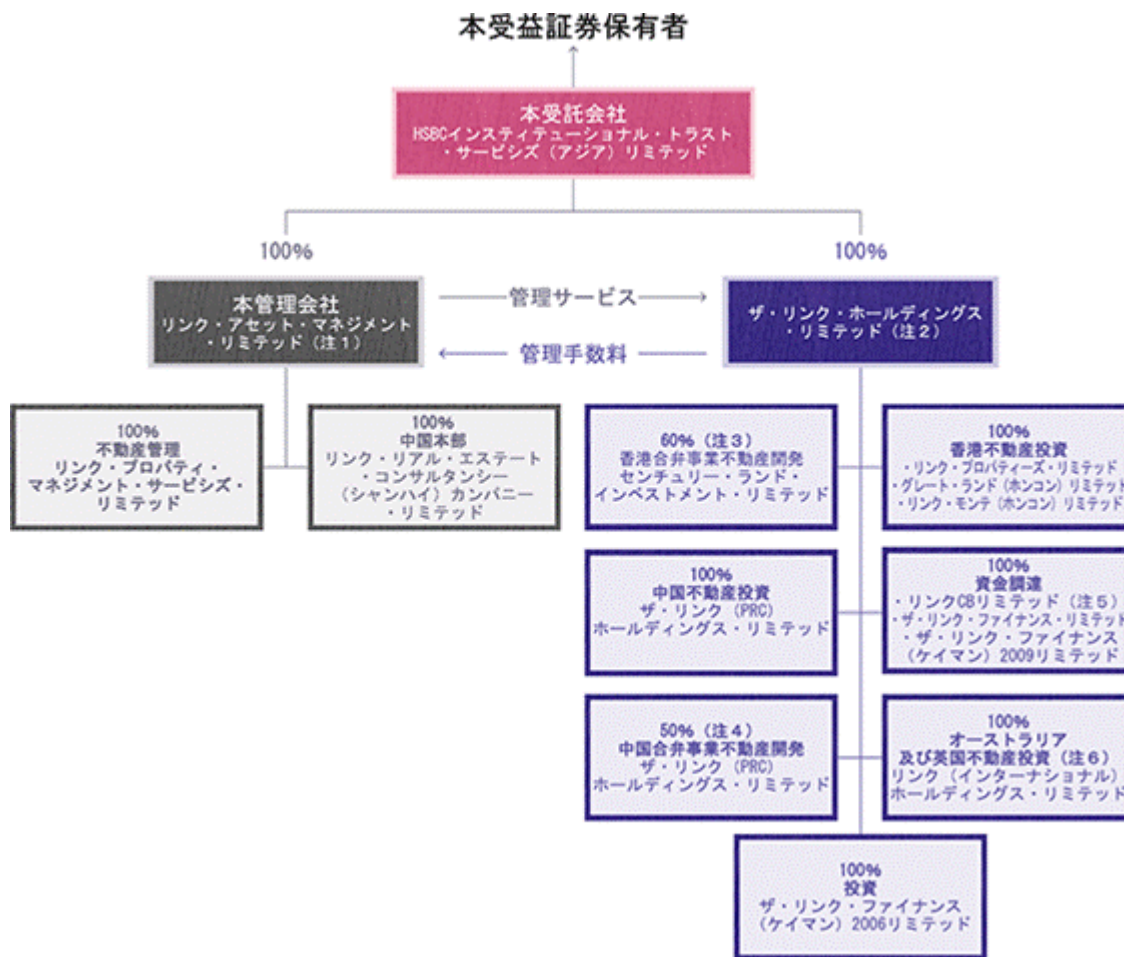 本受益証券保有者
本受託会社
HSBCインスティテューショナル・トラスト
・サービシズ（アジア）リミテッド
100%
100%
本管理会社
リンク・アセット・マネジメント
・リミテッド（注１）
管理サービス
管理手数料
ザ・リンク・ホールディングス
・リミテッド（注２）
100%
不動産管理
リンク・プロパティ・
マネジメント・サービシズ・
リミテッド
100%
中国本部
リンク・リアル・エステート
・コンサルタンシー
（シャンハイ）カンパニー
・リミテッド
60%（注３）
香港合弁事業不動産開発
センチュリー・ランド・
インベストメント・リミテッド
100%
香港不動産投資
・リンク・プロパティーズ・リミテッド
・グレート・ランド（ホンコン）リミテッド
・リンク・モンテ（ホンコン）リミテッド
100%
中国不動産投資
ザ・リンク（PRC）
ホールディングス・リミテッド
100%
資金調達
・リンクCBリミテッド（注５）
・ザ・リンク・ファイナンス・リミテッド
・ザ・リンク・ファイナンス
（ケイマン）2009リミテッド
50%（注４）
中国合弁事業不動産開発
ザ・リンク（PRC）
ホールディングス・リミテッド
100%
オーストラリア
及び英国不動産投資（注６）
リンク（インターナショナル）
ホールディングス・リミテッド
100%
投資
ザ・リンク・ファイナンス
（ケイマン）2006リミテッド